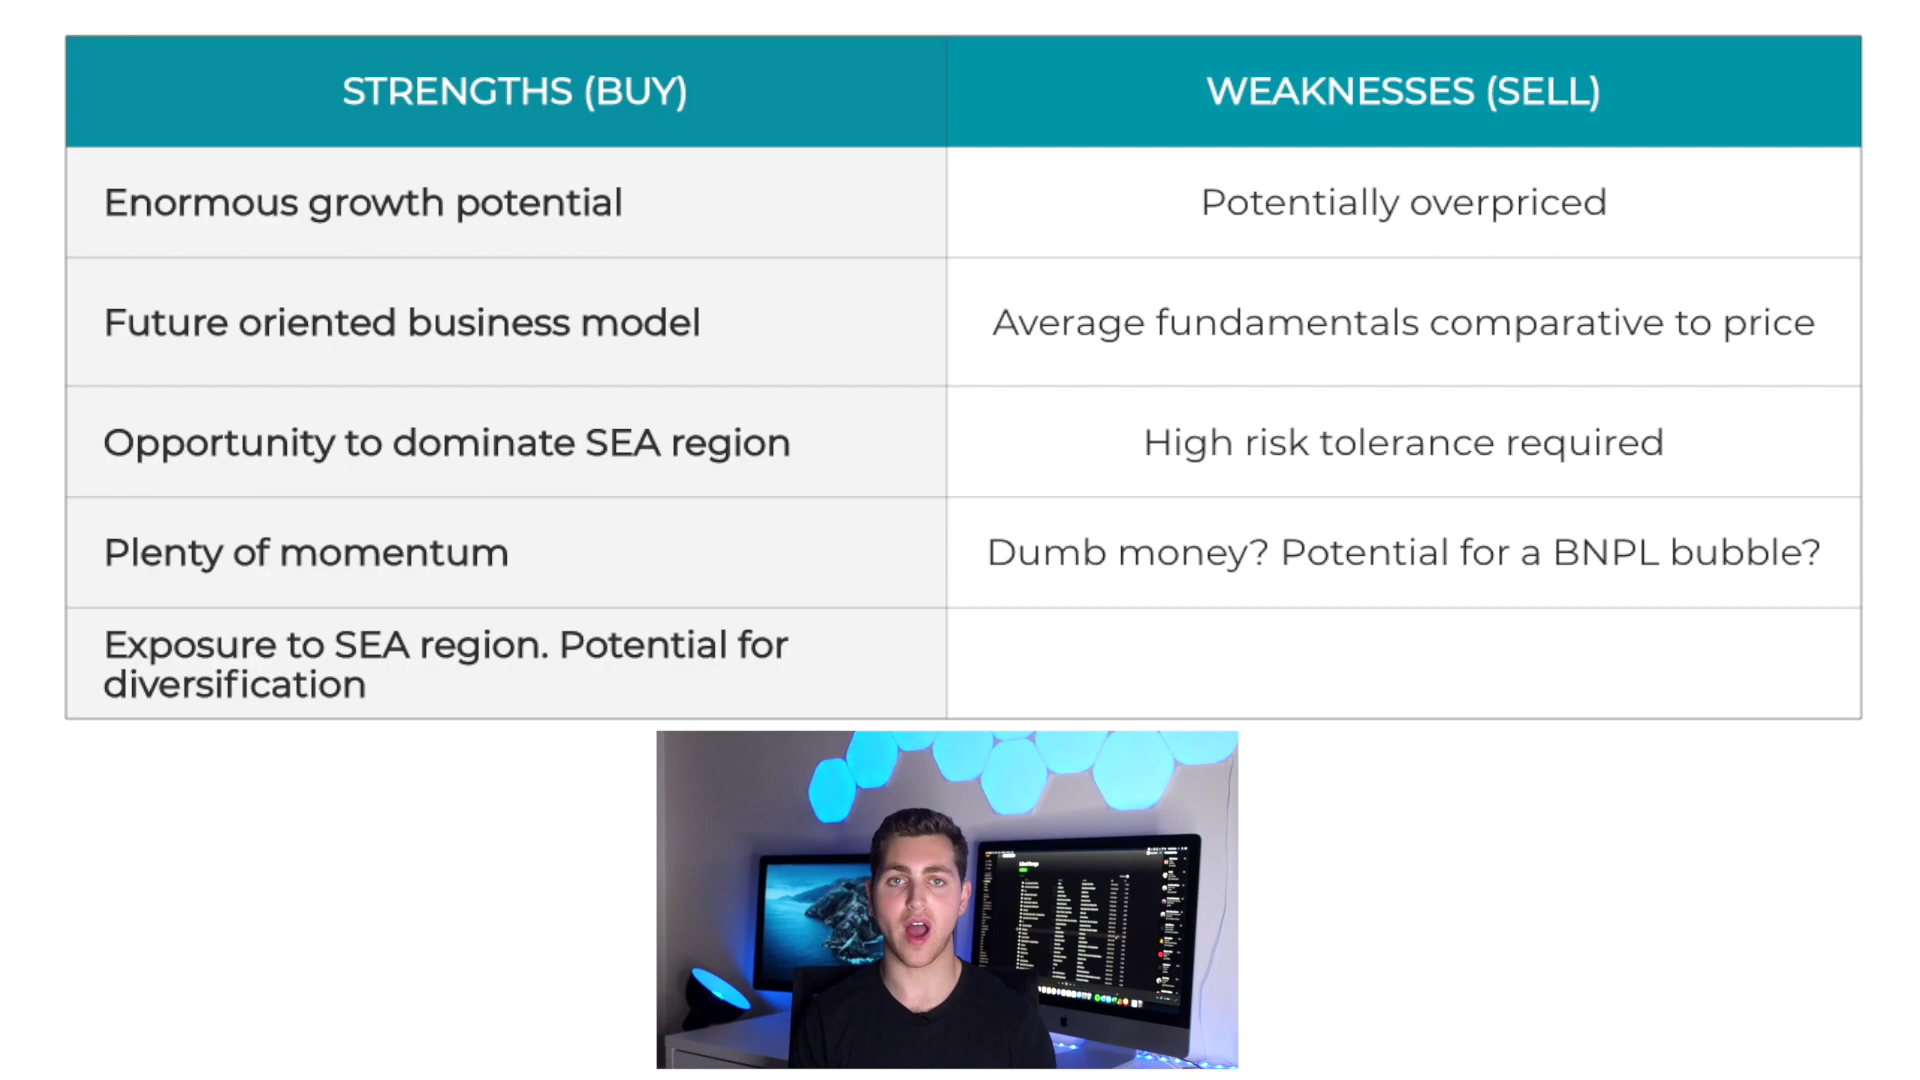 STRENGTHS (BUY)
WEAKNESSES (SELL)
Enormous growth potential
Potentially overpriced
Future oriented business model
Average fundamentals comparative to price
Opportunity to dominate SEA region
High risk tolerance required
Plenty of momentum
Dumb money? Potential for a BNPL bubble?
Exposure to SEA region. Potential for
diversification